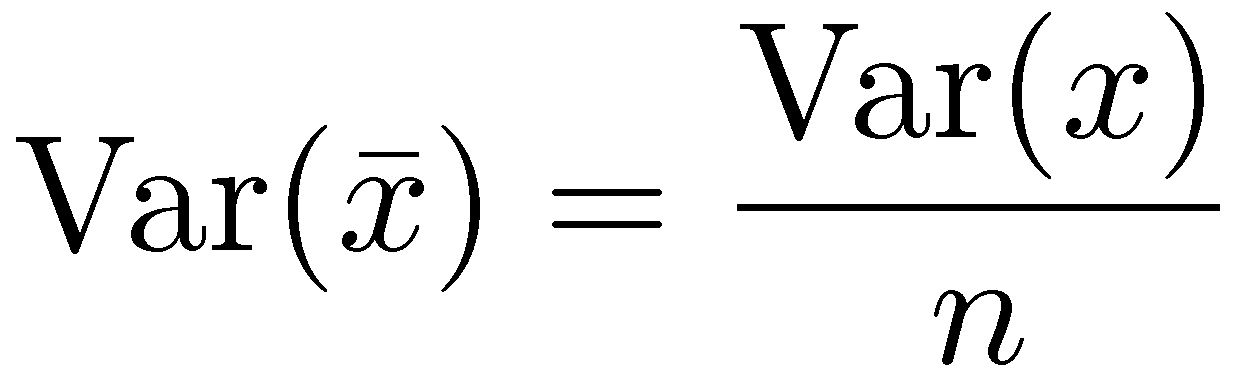 Var(x̄) = Var(x) / n